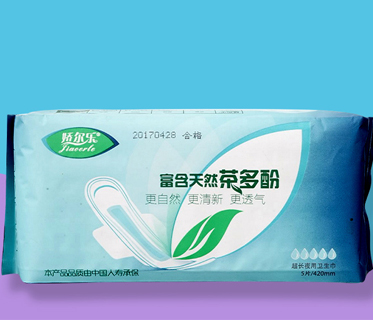 娇尔乐®
Jiaoerle
20170428 合格
富含天然茶多酚
更自然 更清新 更透气
本产品品质由中国人寿承保
超长夜用卫生巾
5片/420mm